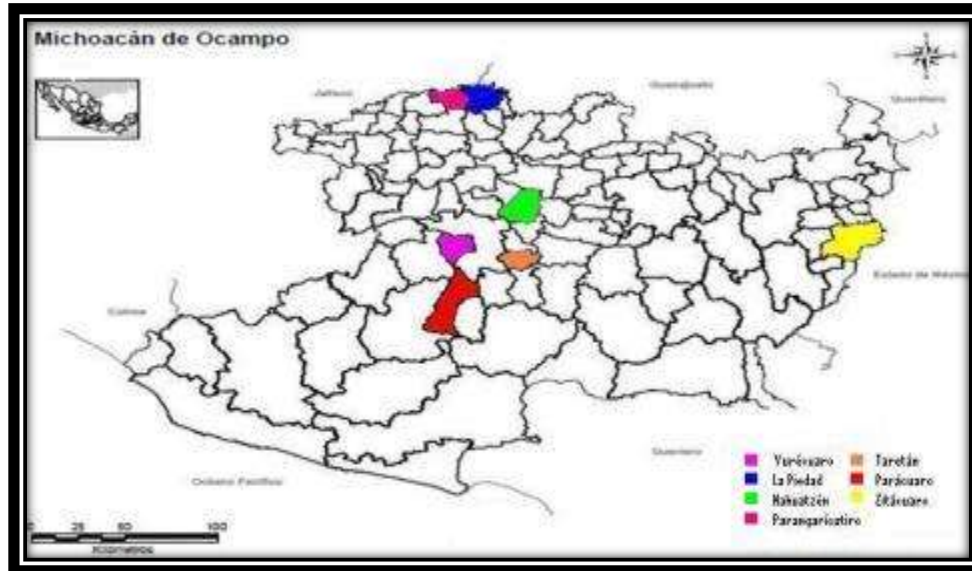 Michoacán de Ocampo
Jalisco
Guanajuato
Querétaro
Estado de México
Colima
Guerrero
Océano Pacífico
Yurécuaro
La Piedad
Nahuatzén
Parangaricutiro
Taretán
Parácuaro
Zitácuaro
0 25 50 100
Kilómetros